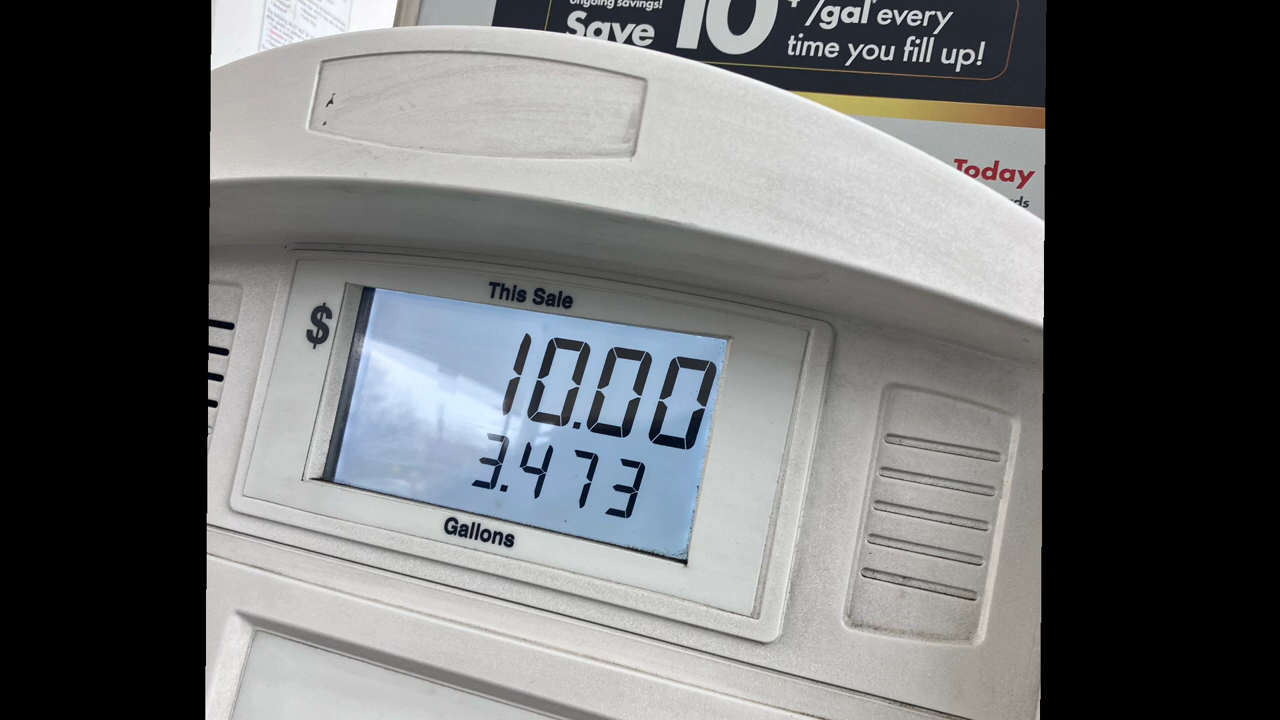 ongoing savings!
Save 10¢/gal every
time you fill up!
Today
This Sale
$
10.00
3.473
Gallons